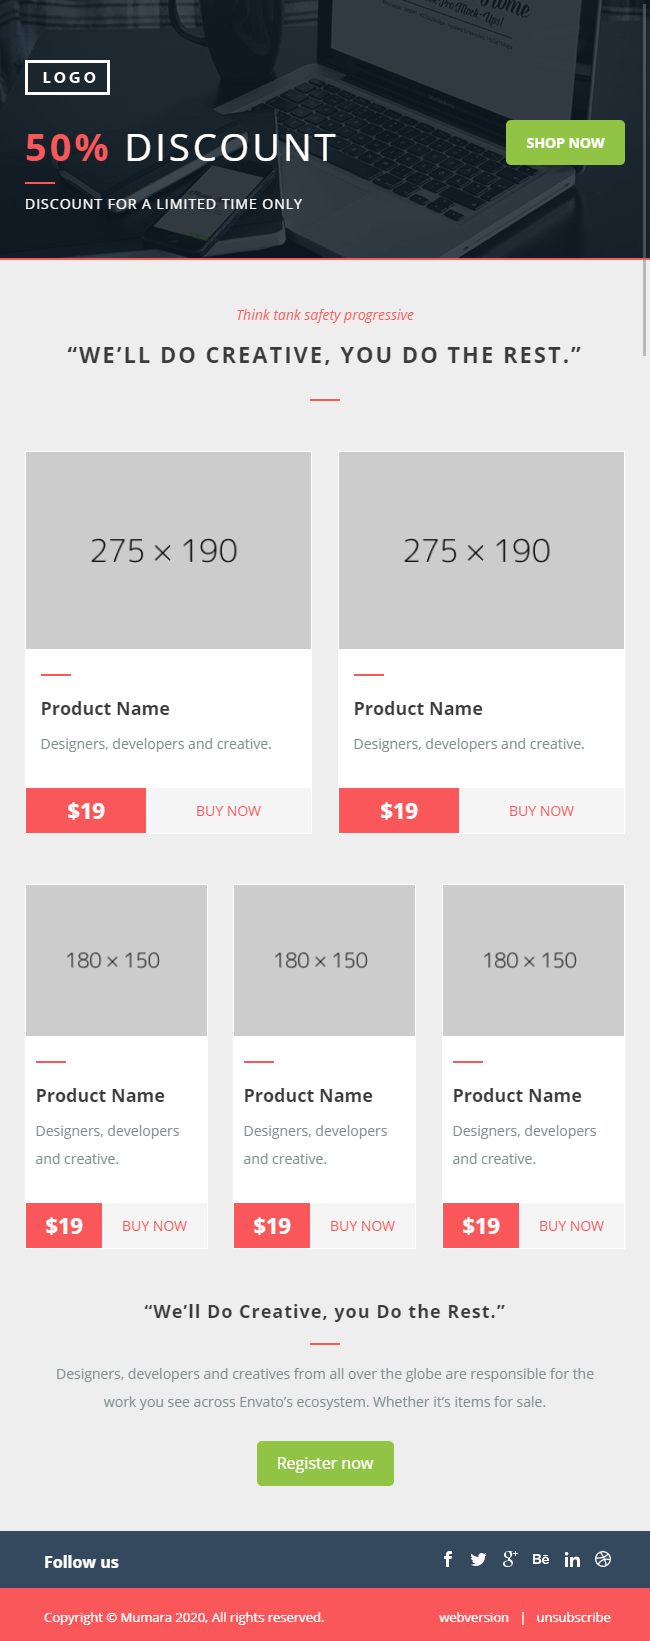 Home
Pro Mock-Ups!
LOGO
50% DISCOUNT
SHOP NOW
DISCOUNT FOR A LIMITED TIME ONLY
Think tank safety progressive
“WE’LL DO CREATIVE, YOU DO THE REST.”
275 × 190
275 × 190
Product Name
Product Name
Designers, developers and creative.
Designers, developers and creative.
$19 BUY NOW
$19 BUY NOW
180 × 150
180 × 150
180 × 150
Product Name
Product Name
Product Name
Designers, developers
and creative.
Designers, developers
and creative.
Designers, developers
and creative.
$19 BUY NOW
$19 BUY NOW
$19 BUY NOW
“We’ll Do Creative, you Do the Rest.”
Designers, developers and creatives from all over the globe are responsible for the
work you see across Envato’s ecosystem. Whether it’s items for sale.
Register now
Follow us
Copyright © Mumara 2020, All rights reserved.
webversion | unsubscribe